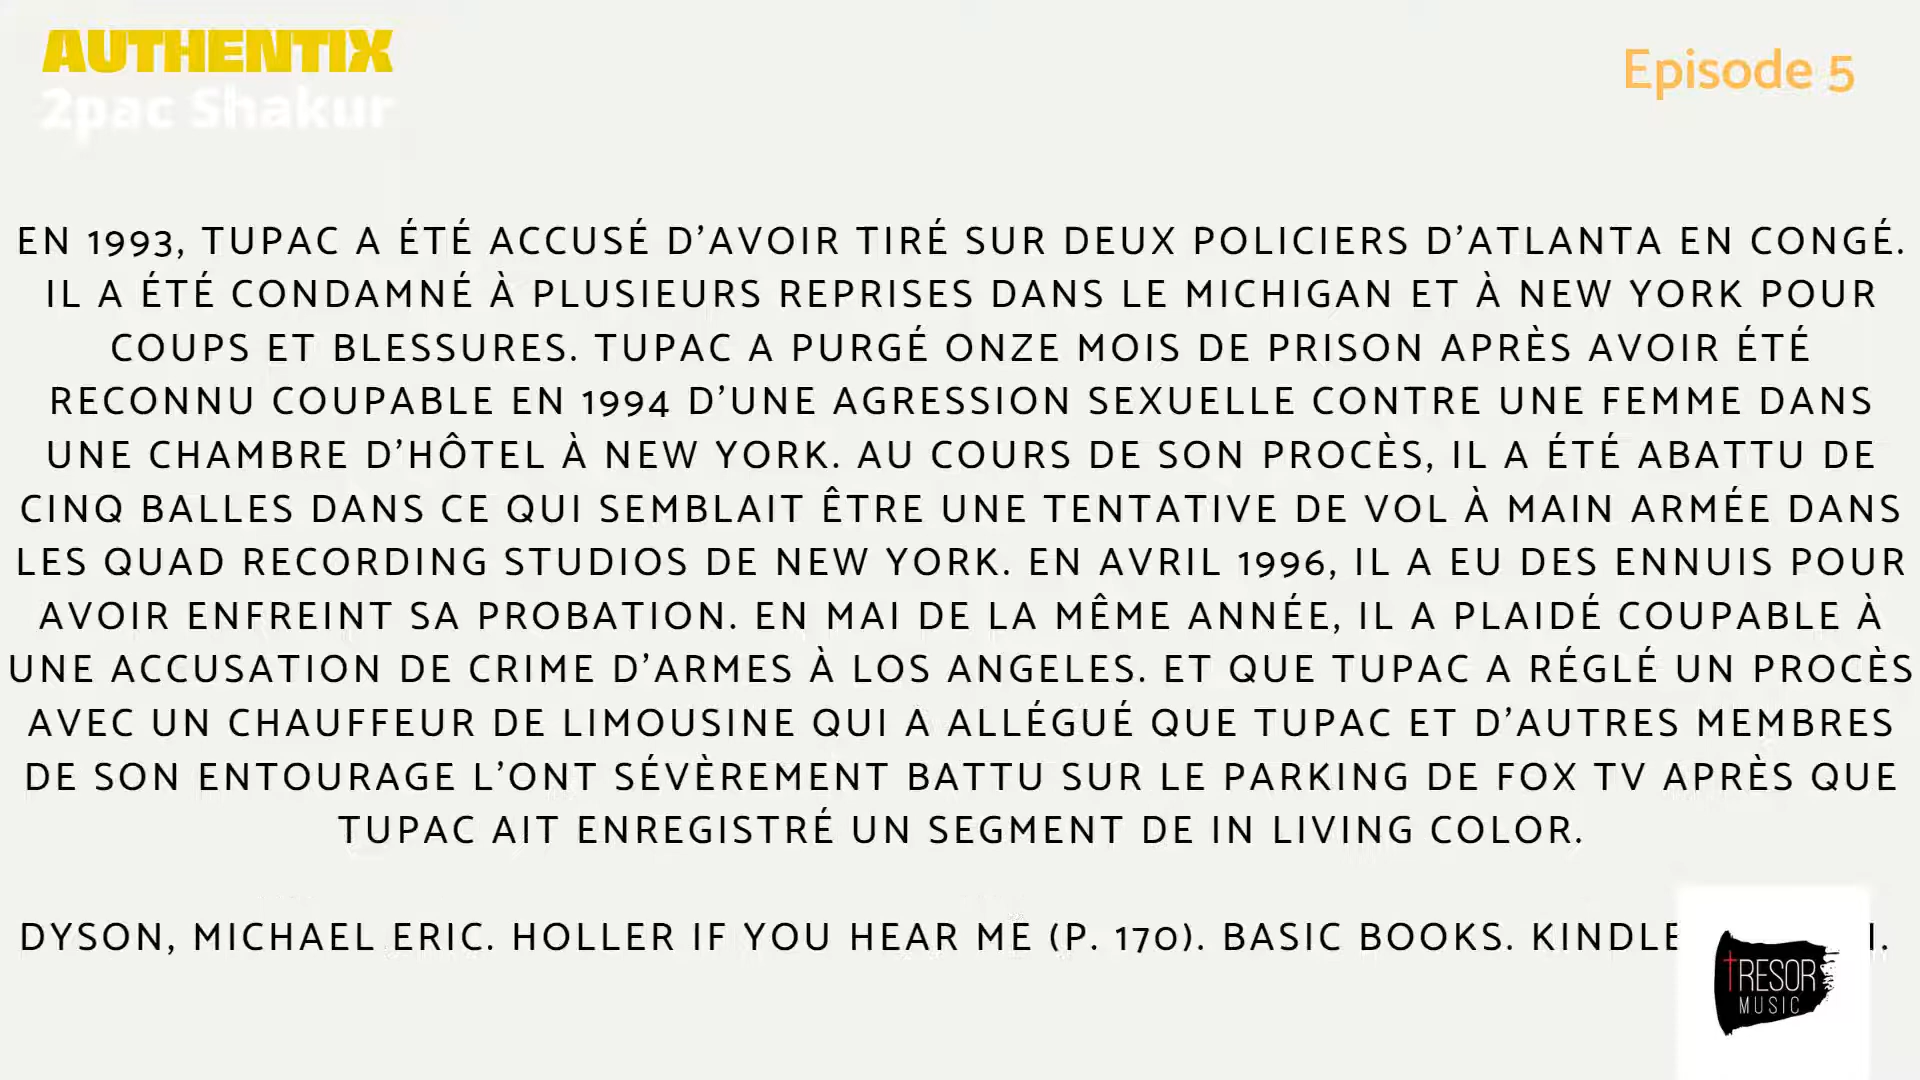 AUTHENTIX
2pac Shakur
Episode 5
EN 1993, TUPAC A ÉTÉ ACCUSÉ D'AVOIR TIRÉ SUR DEUX POLICIERS D'ATLANTA EN CONGÉ.
IL A ÉTÉ CONDAMNÉ À PLUSIEURS REPRISES DANS LE MICHIGAN ET À NEW YORK POUR
COUPS ET BLESSURES. TUPAC A PURGÉ ONZE MOIS DE PRISON APRÈS AVOIR ÉTÉ
RECONNU COUPABLE EN 1994 D'UNE AGRESSION SEXUELLE CONTRE UNE FEMME DANS
UNE CHAMBRE D'HÔTEL À NEW YORK. AU COURS DE SON PROCÈS, IL A ÉTÉ ABATTU DE
CINQ BALLES DANS CE QUI SEMBLAIT ÊTRE UNE TENTATIVE DE VOL À MAIN ARMÉE DANS
LES QUAD RECORDING STUDIOS DE NEW YORK. EN AVRIL 1996, IL A EU DES ENNUIS POUR
AVOIR ENFREINT SA PROBATION. EN MAI DE LA MÊME ANNÉE, IL A PLAIDÉ COUPABLE À
UNE ACCUSATION DE CRIME D'ARMES À LOS ANGELES. ET QUE TUPAC A RÉGLÉ UN PROCÈS
AVEC UN CHAUFFEUR DE LIMOUSINE QUI A ALLÉGUÉ QUE TUPAC ET D'AUTRES MEMBRES
DE SON ENTOURAGE L'ONT SÉVÈREMENT BATTU SUR LE PARKING DE FOX TV APRÈS QUE
TUPAC AIT ENREGISTRÉ UN SEGMENT DE IN LIVING COLOR.
DYSON, MICHAEL ERIC. HOLLER IF YOU HEAR ME (P. 170). BASIC BOOKS. KINDLE
TRESOR
MUSIC